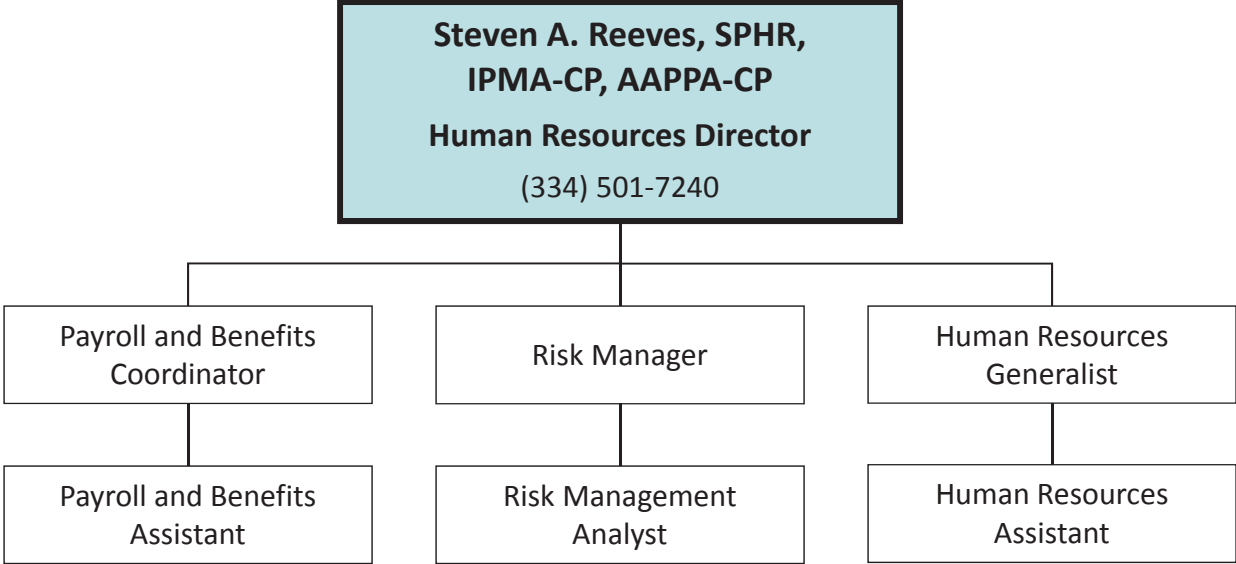 Steven A. Reeves, SPHR,
IPMA-CP, AAPPA-CP
Human Resources Director
(334) 501-7240
Payroll and Benefits
Coordinator
Risk Manager
Human Resources
Generalist
Payroll and Benefits
Assistant
Risk Management
Analyst
Human Resources
Assistant